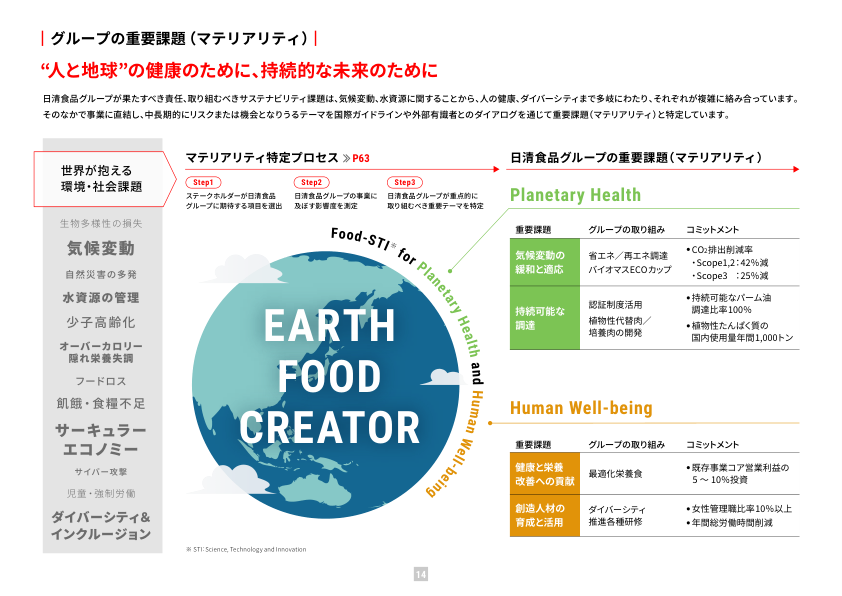 グループの重要課題（マテリアリティ）
“人と地球”の健康のために、持続的な未来のために
日清食品グループが果たすべき責任、取り組むべきサステナビリティ課題は、気候変動、水資源に関することから、人の健康、ダイバーシティまで多岐にわたり、それぞれが複雑に絡み合っています。
そのなかで事業に直結し、中長期的にリスクまたは機会となりうるテーマを国際ガイドラインや外部有識者とのダイアログを通じて重要課題（マテリアリティ）と特定しています。
世界が抱える
環境・社会課題
生物多様性の損失
気候変動
自然災害の多発
水資源の管理
少子高齢化
オーバーカロリー
隠れ栄養失調
フードロス
飢餓・食糧不足
サーキュラー
エコノミー
サイバー攻撃
児童・強制労働
ダイバーシティ&
インクルージョン
マテリアリティ特定プロセス ≫P63
Step1
ステークホルダーが日清食品
グループに期待する項目を選出
Step2
日清食品グループの事業に
及ぼす影響度を測定
Step3
日清食品グループが重点的に
取り組むべき重要テーマを特定
Food-STI※ for Planetary Health and Human Well-being
EARTH
FOOD
CREATOR
※ STI: Science, Technology and Innovation
日清食品グループの重要課題（マテリアリティ）
Planetary Health
重要課題 グループの取り組み コミットメント
気候変動の
緩和と適応
省エネ／再エネ調達
バイオマスECOカップ
•CO₂排出削減率
・Scope1,2：42%減
・Scope3 ：25%減
持続可能な
調達
認証制度活用
植物性代替肉／
培養肉の開発
•持続可能なパーム油
調達比率100%
•植物性たんぱく質の
国内使用量年間1,000トン
Human Well-being
重要課題 グループの取り組み コミットメント
健康と栄養
改善への貢献
最適化栄養食
•既存事業コア営業利益の
5 ～ 10%投資
創造人材の
育成と活用
ダイバーシティ
推進各種研修
•女性管理職比率10%以上
•年間総労働時間削減
14